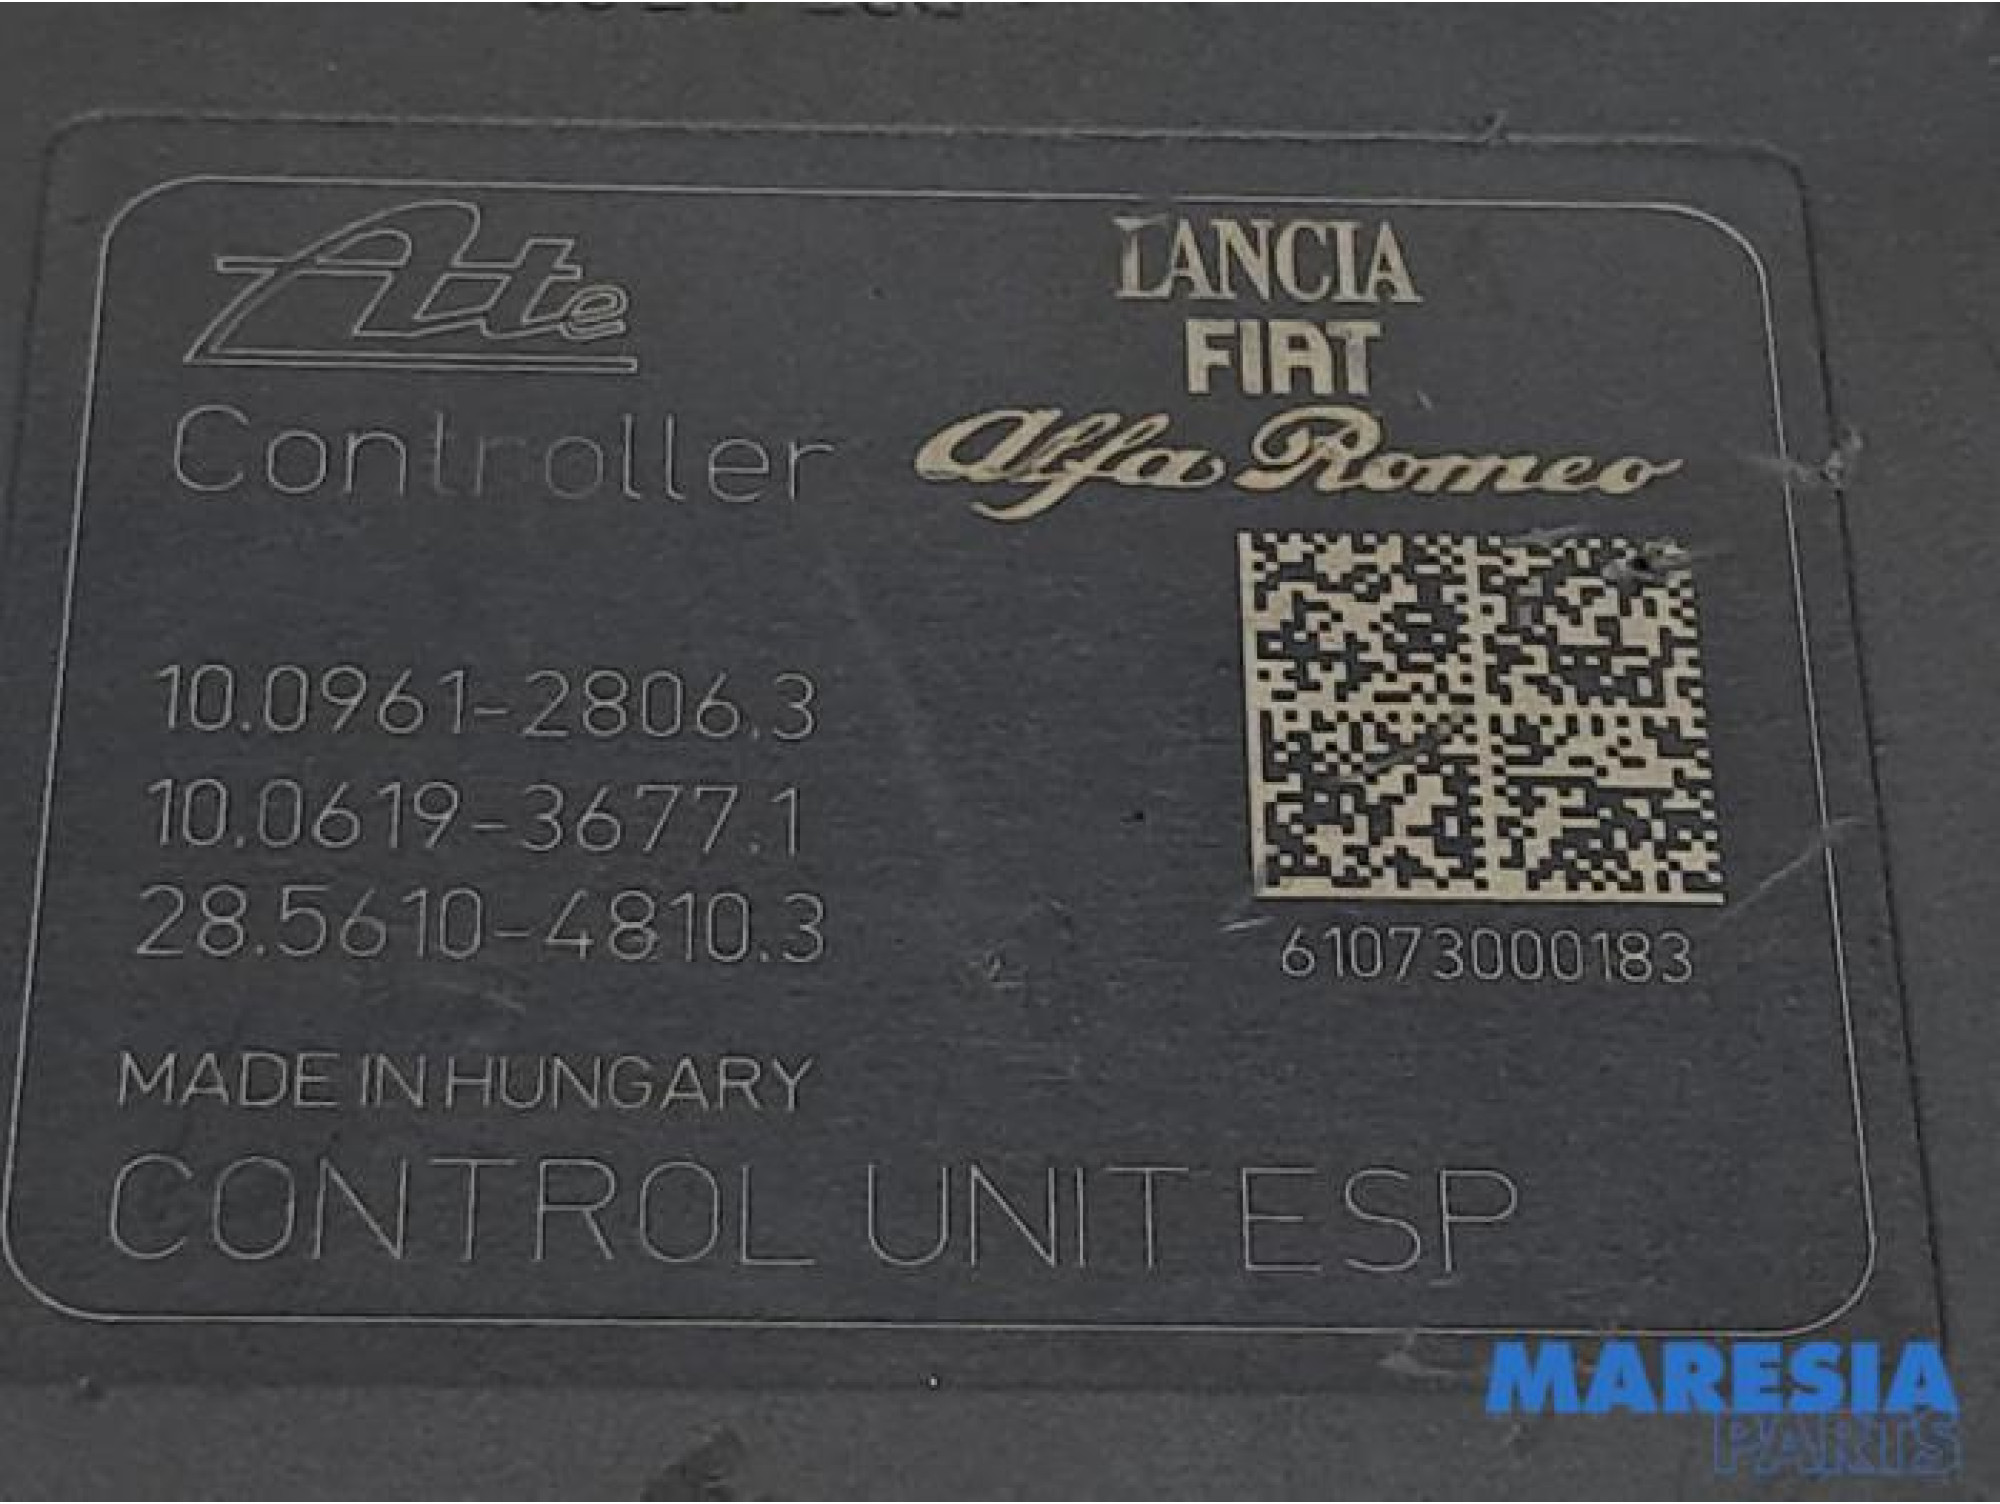 Ate
LANCIA
FIAT
Alfa Romeo
Controller
10.0961-2806.3
10.0619-3677.1
28.5610-4810.3
61073000183
MADE IN HUNGARY
CONTROL UNIT ESP
MARESIA
PARTS